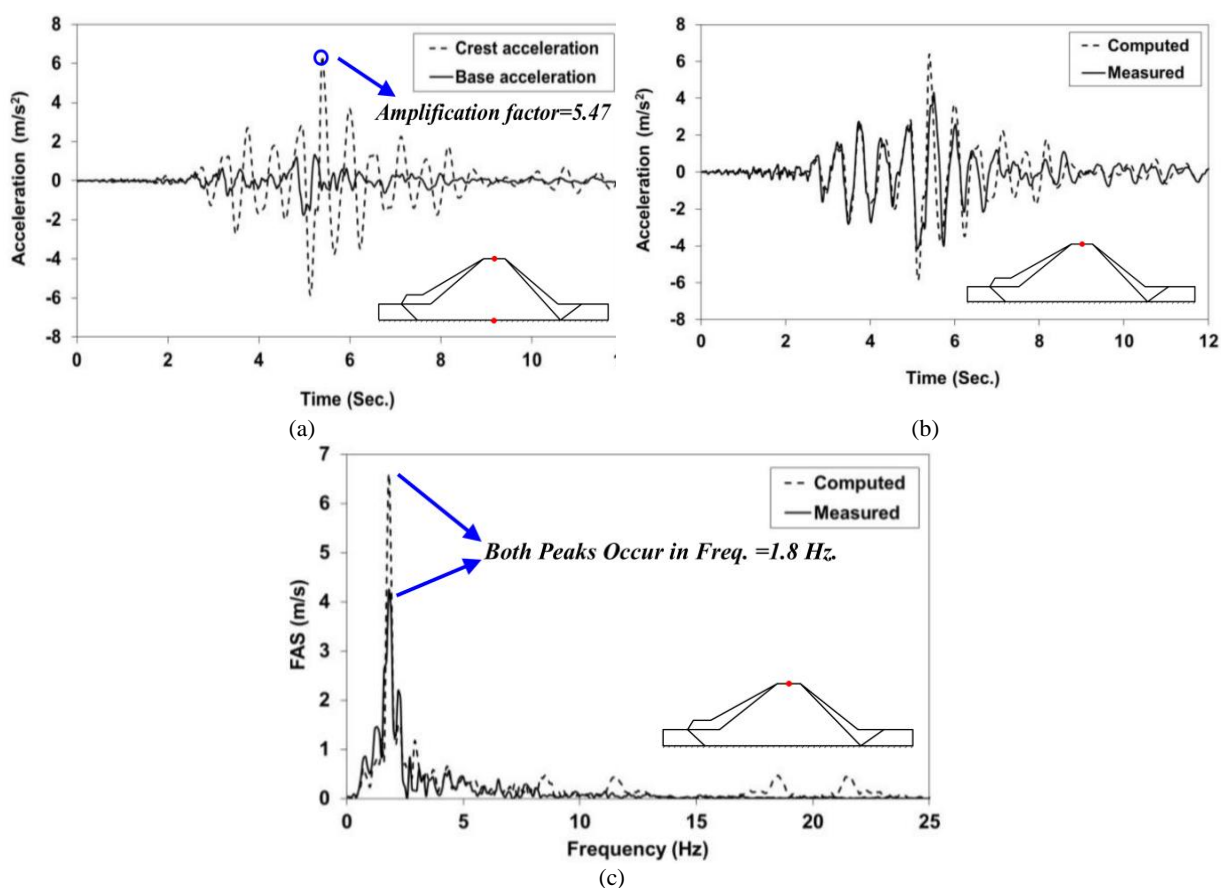 8
6
4
2
0
-2
-4
-6
-8
Acceleration (m/s²)
Crest acceleration
Base acceleration
Amplification factor=5.47
0 2 4 6 8 10
Time (Sec.)
(a)
8
6
4
2
0
-2
-4
-6
-8
Acceleration (m/s²)
Computed
Measured
0 2 4 6 8 10 12
Time (Sec.)
(b)
7
6
5
4
3
2
1
0
FAS (m/s)
Computed
Measured
Both Peaks Occur in Freq. =1.8 Hz.
0 5 10 15 20 25
Frequency (Hz)
(c)